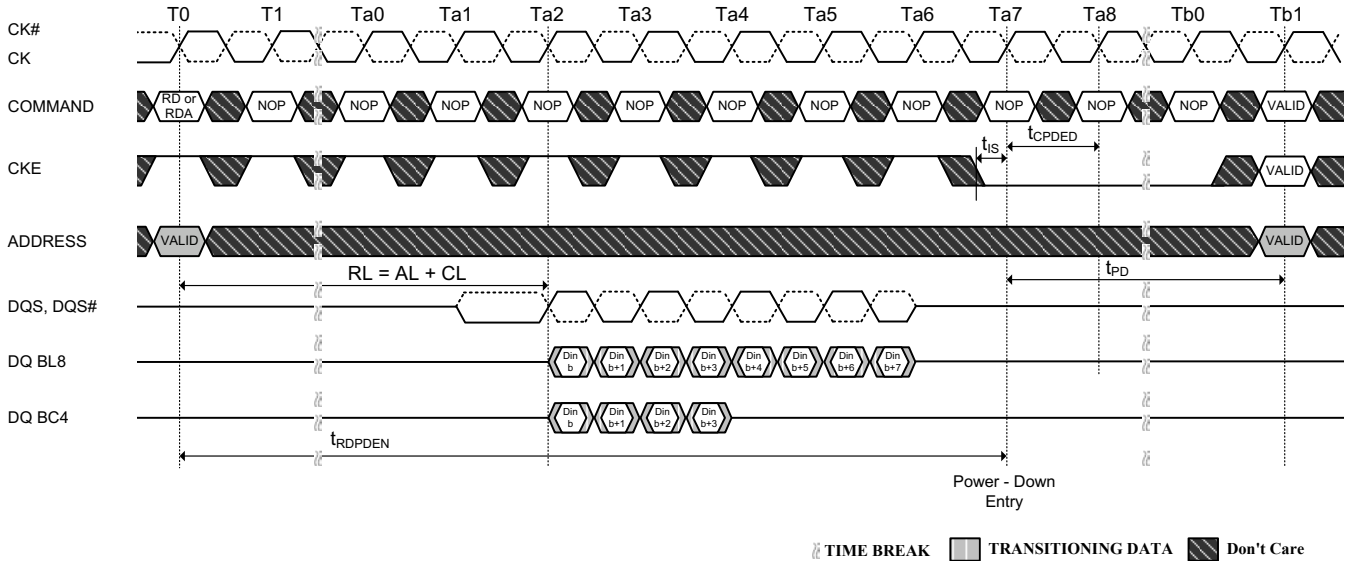 T0 T1 Ta0 Ta1 Ta2 Ta3 Ta4 Ta5 Ta6 Ta7 Ta8 Tb0 Tb1
CK#
CK
COMMAND RD or RDA NOP NOP NOP NOP NOP NOP NOP NOP NOP NOP NOP VALID
tIS tCPDED
CKE VALID
ADDRESS VALID VALID
RL = AL + CL tPD
DQS, DQS#
DQ BL8 Din b Din b+1 Din b+2 Din b+3 Din b+4 Din b+5 Din b+6 Din b+7
DQ BC4 Din b Din b+1 Din b+2 Din b+3
tRDPDEN
Power - Down
Entry
TIME BREAK TRANSITIONING DATA Don't Care